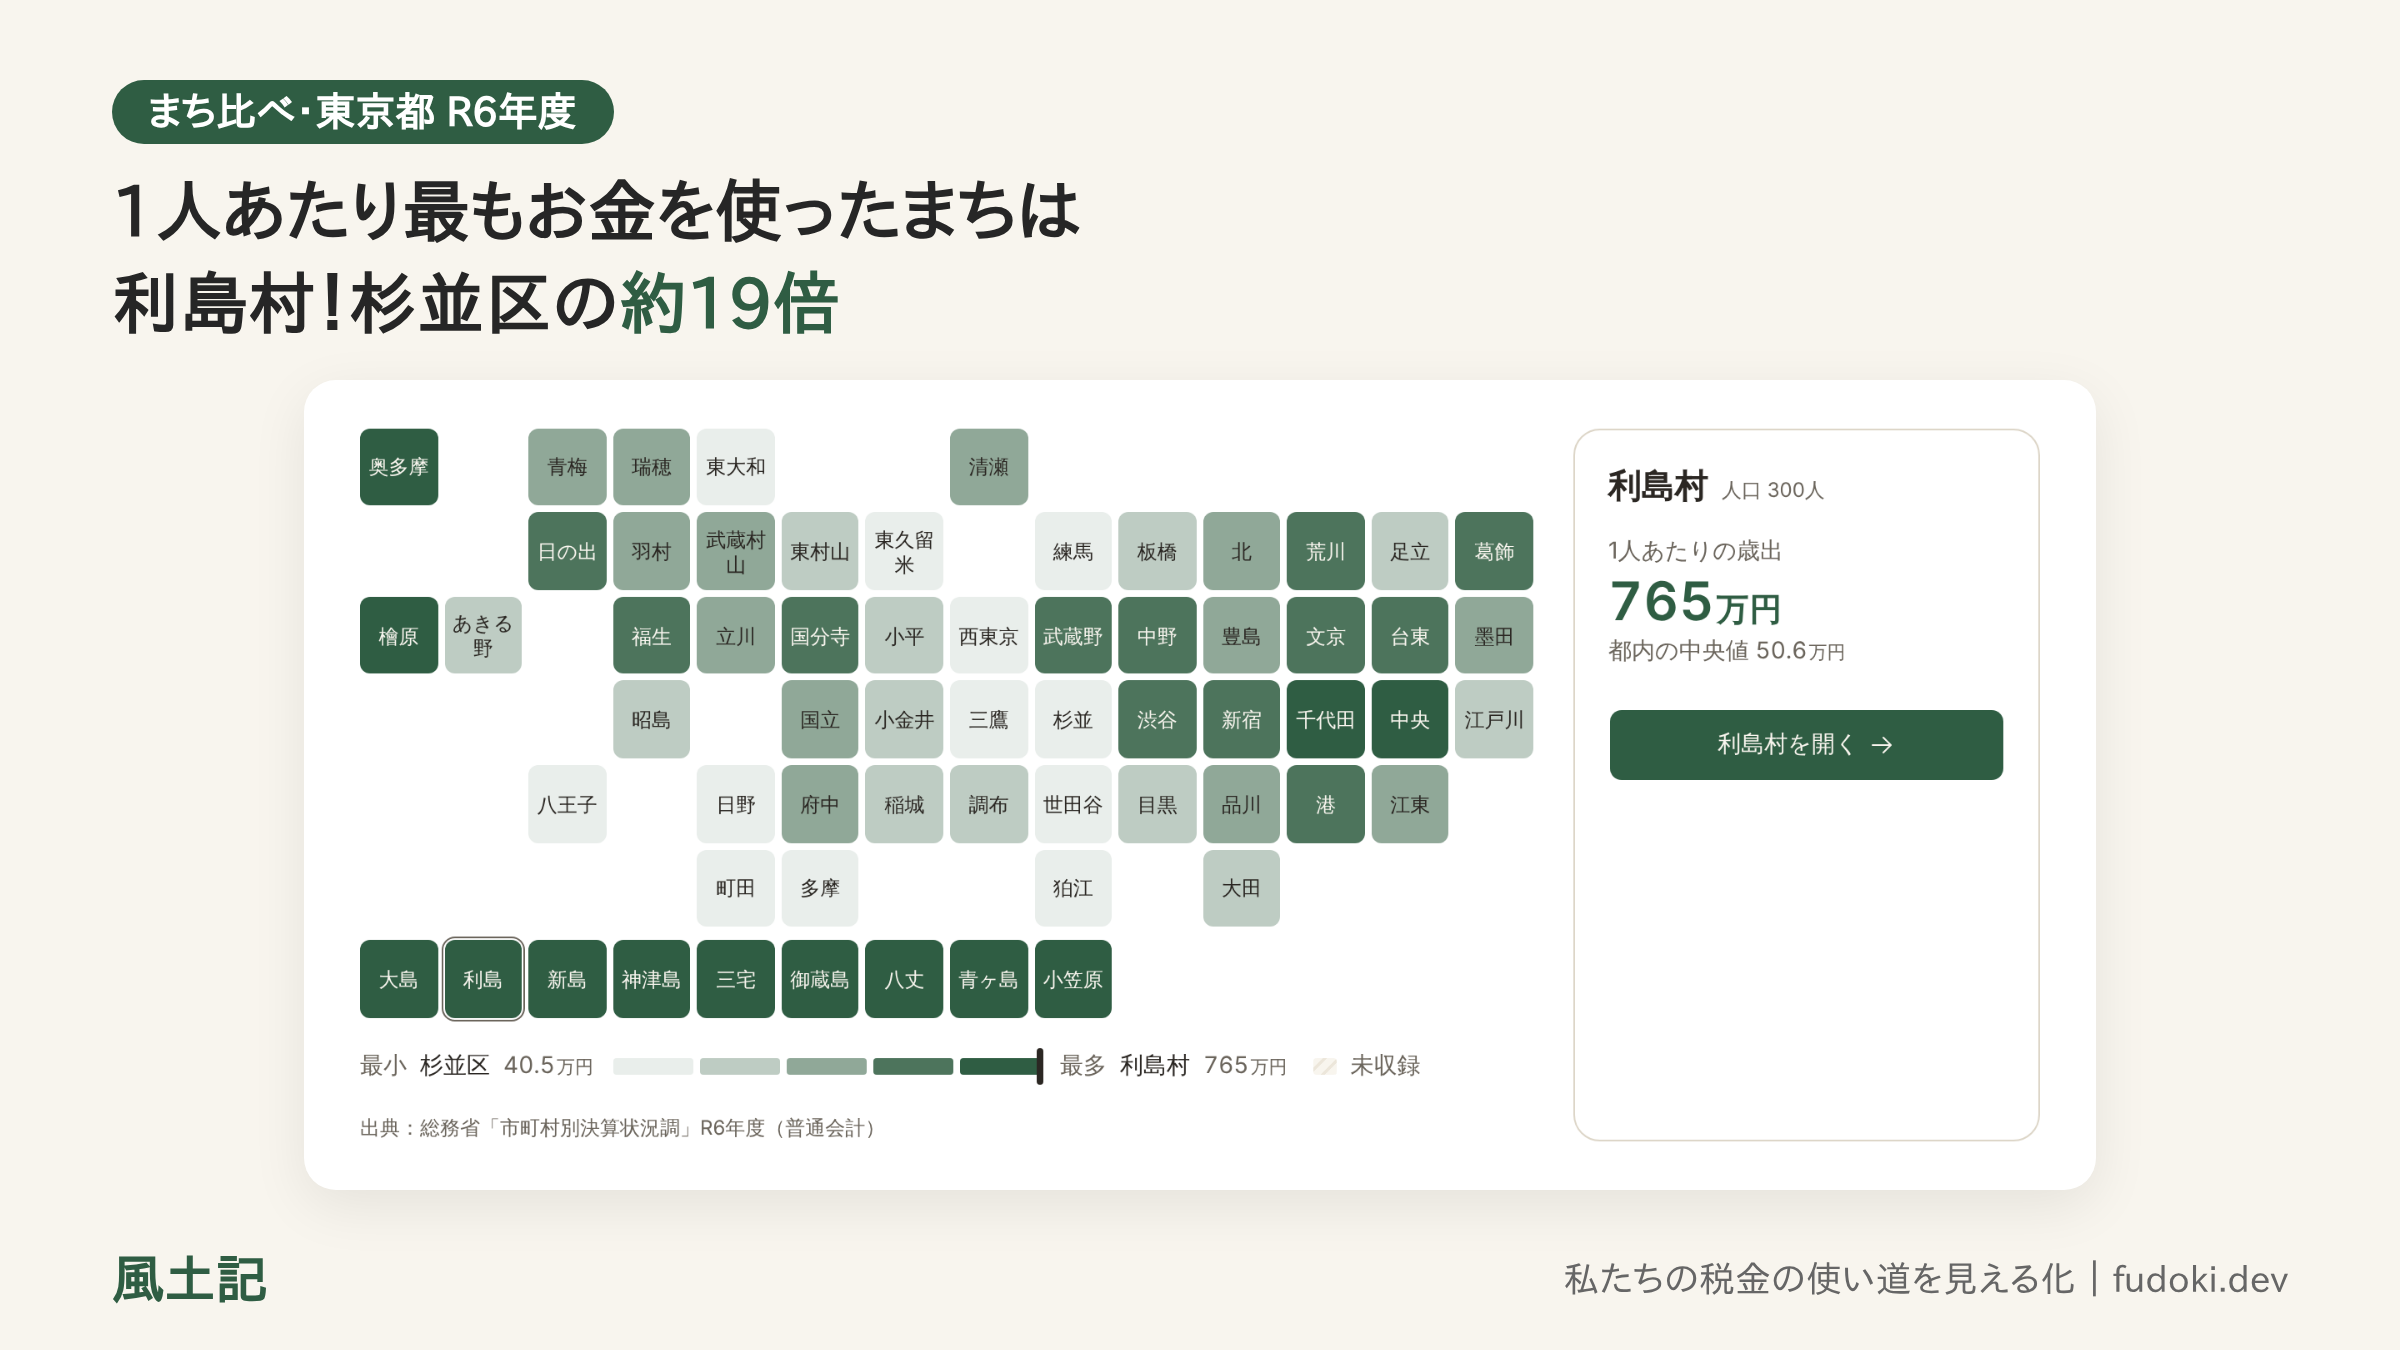 まち比べ・東京都 R6年度
1人あたり最もお金を使ったまちは
利島村！杉並区の約19倍
奥多摩 青梅 瑞穂 東大和 清瀬
日の出 羽村 武蔵村山 東村山 東久留米 練馬 板橋 北 荒川 足立 葛飾
檜原 あきる野 福生 立川 国分寺 小平 西東京 武蔵野 中野 豊島 文京 台東 墨田
昭島 国立 小金井 三鷹 杉並 渋谷 新宿 千代田 中央 江戸川
八王子 日野 府中 稲城 調布 世田谷 目黒 品川 港 江東
町田 多摩 狛江 大田
大島 利島 新島 神津島 三宅 御蔵島 八丈 青ヶ島 小笠原
最小 杉並区 40.5万円 最多 利島村 765万円 未収録
出典：総務省「市町村別決算状況調」R6年度（普通会計）
利島村 人口 300人
1人あたりの歳出
765万円
都内の中央値 50.6万円
利島村を開く →
風土記
私たちの税金の使い道を見える化｜fudoki.dev